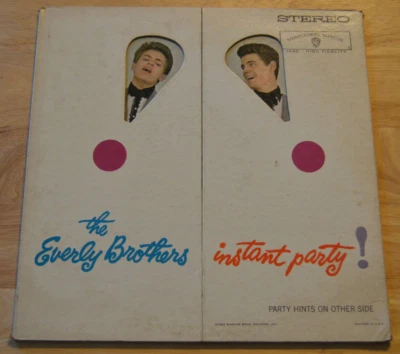 STEREO
the
Everly Brothers
instant party!
PARTY HINTS ON OTHER SIDE